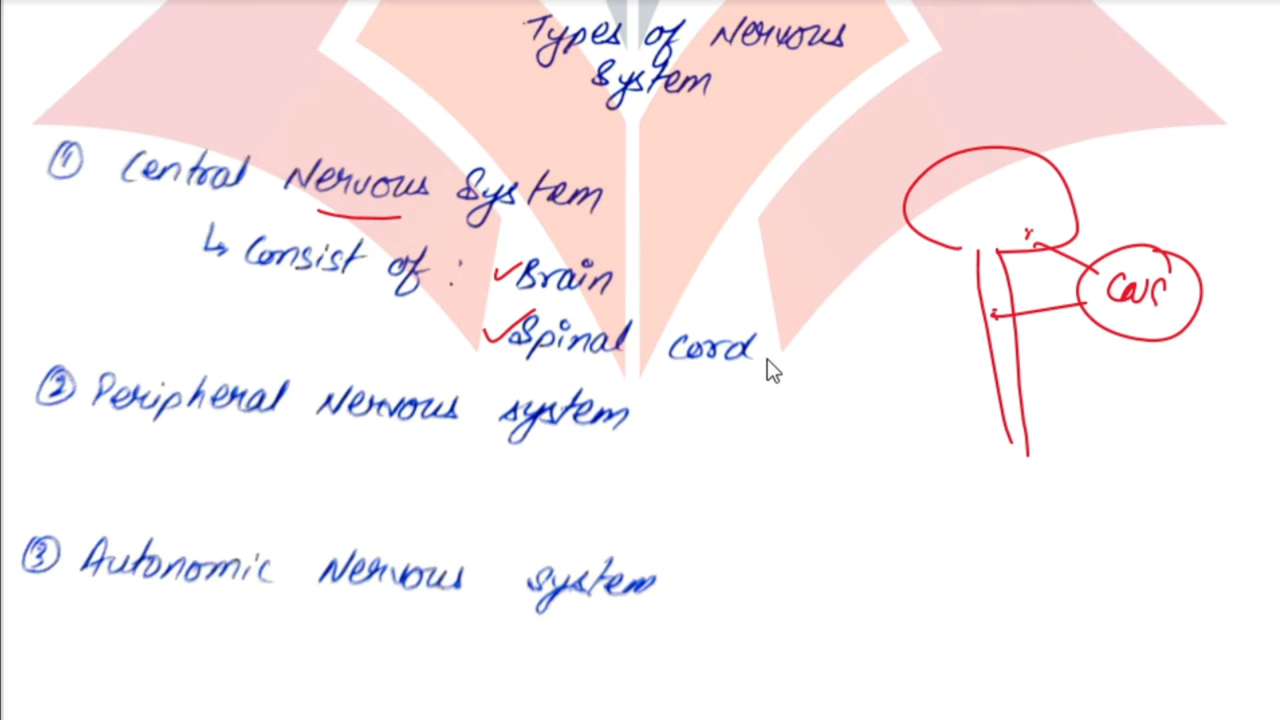 Types of Nervous
System
① Central Nervous System
↳ Consist of : ✓Brain
✓Spinal cord
② Peripheral Nervous system
③ Autonomic Nervous system